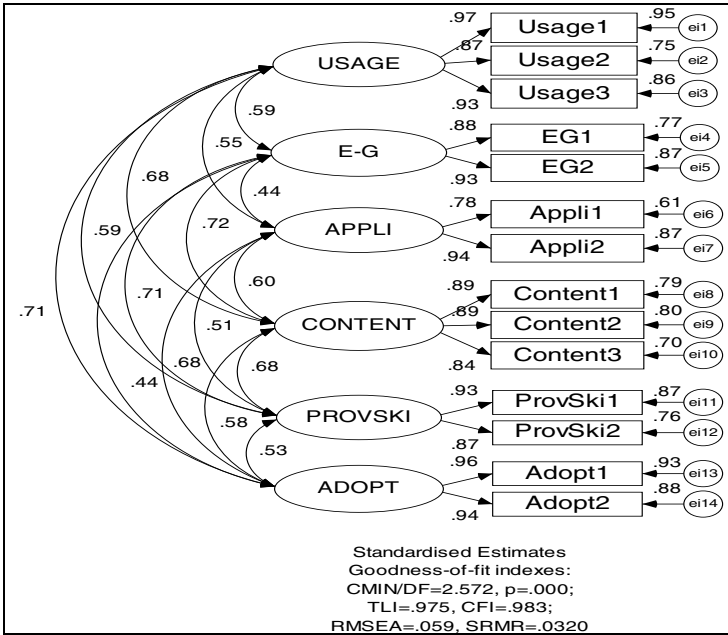 .97
Usage1
.95
ei1
.87
Usage2
.75
ei2
USAGE
.93
Usage3
.86
ei3
.59
.88
EG1
.77
ei4
.55
E-G
.93
EG2
.87
ei5
.68
.44
.78
Appli1
.61
ei6
.72
APPLI
.94
Appli2
.87
ei7
.59
.60
.89
Content1
.79
ei8
.71
.71
.51
CONTENT
.89
Content2
.80
ei9
.84
Content3
.70
ei10
.68
.68
.44
.93
ProvSki1
.87
ei11
.58
PROVSKI
.87
ProvSki2
.76
ei12
.53
.96
Adopt1
.93
ei13
ADOPT
.94
Adopt2
.88
ei14
Standardised Estimates
Goodness-of-fit indexes:
CMIN/DF=2.572, p=.000;
TLI=.975, CFI=.983;
RMSEA=.059, SRMR=.0320